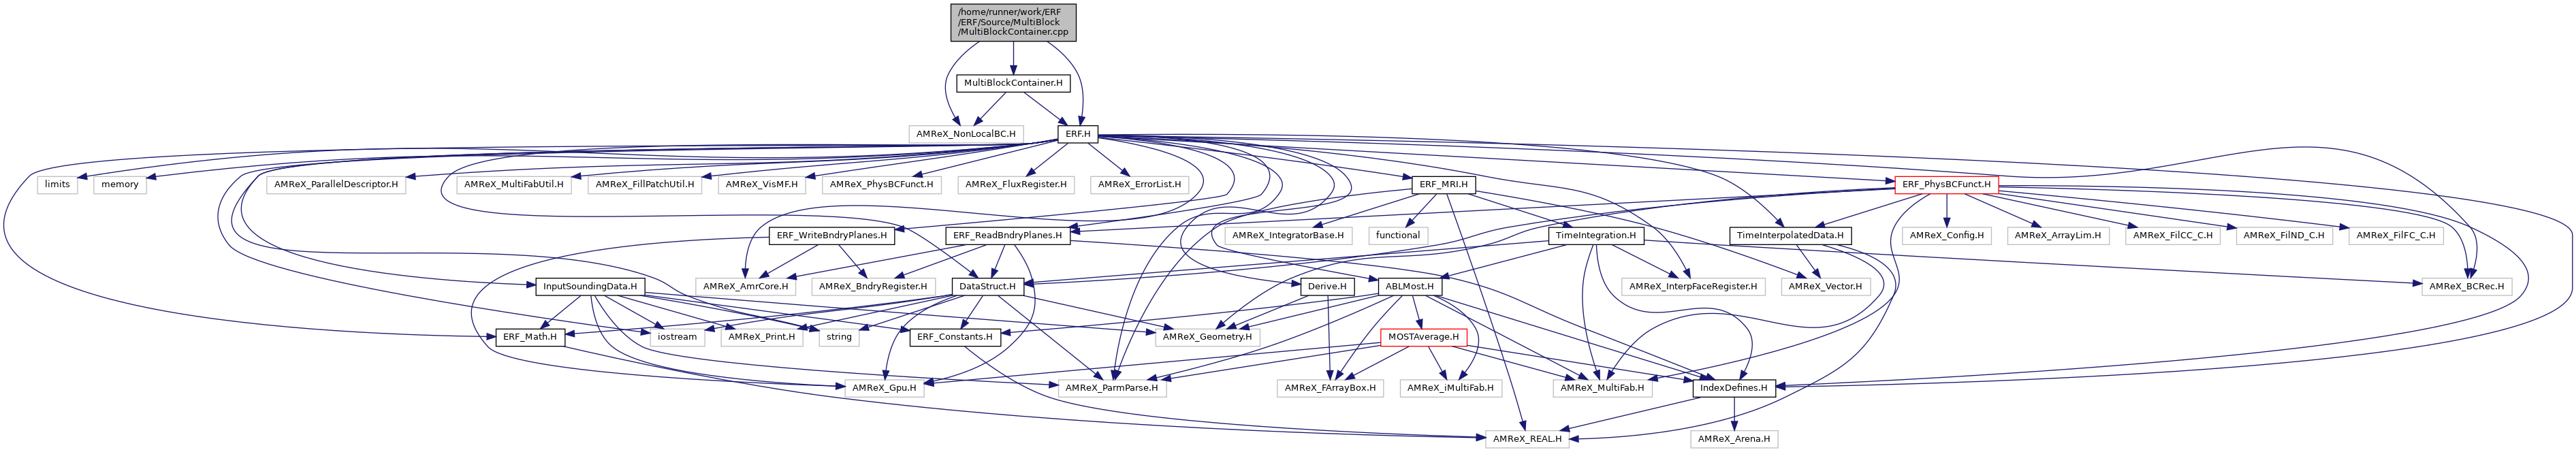 /home/runner/work/ERF
/ERF/Source/MultiBlock
/MultiBlockContainer.cpp
MultiBlockContainer.H
AMReX_NonLocalBC.H
ERF.H
limits
memory
AMReX_ParallelDescriptor.H
AMReX_MultiFabUtil.H
AMReX_FillPatchUtil.H
AMReX_VisMF.H
AMReX_PhysBCFunct.H
AMReX_FluxRegister.H
AMReX_ErrorList.H
ERF_MRI.H
ERF_PhysBCFunct.H
ERF_WriteBndryPlanes.H
ERF_ReadBndryPlanes.H
AMReX_IntegratorBase.H
functional
TimeIntegration.H
TimeInterpolatedData.H
AMReX_Config.H
AMReX_ArrayLim.H
AMReX_FilCC_C.H
AMReX_FilND_C.H
AMReX_FilFC_C.H
InputSoundingData.H
AMReX_AmrCore.H
AMReX_BndryRegister.H
DataStruct.H
Derive.H
ABLMost.H
AMReX_InterpFaceRegister.H
AMReX_Vector.H
AMReX_BCRec.H
ERF_Math.H
iostream
AMReX_Print.H
string
ERF_Constants.H
AMReX_Geometry.H
MOSTAverage.H
AMReX_Gpu.H
AMReX_ParmParse.H
AMReX_FArrayBox.H
AMReX_iMultiFab.H
AMReX_MultiFab.H
IndexDefines.H
AMReX_REAL.H
AMReX_Arena.H